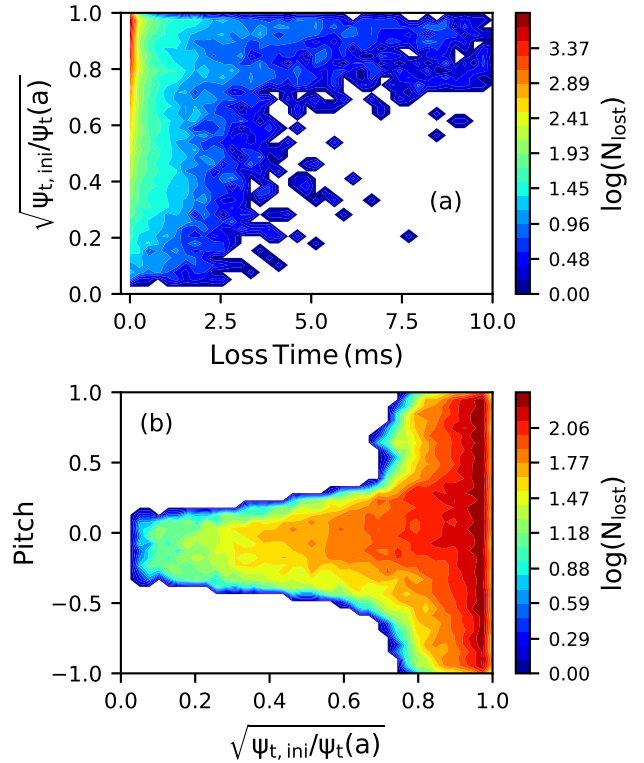 1.0
0.8
0.6
0.4
0.2
0.0
√ψt, ini/ψt(a)
(a)
0.0 2.5 5.0 7.5 10.0
Loss Time (ms)
3.37
2.89
2.41
1.93
1.45
0.96
0.48
0.00
log(Nlost)
1.0
0.5
0.0
−0.5
−1.0
Pitch
(b)
0.0 0.2 0.4 0.6 0.8 1.0
√ψt, ini/ψt(a)
2.06
1.77
1.47
1.18
0.88
0.59
0.29
0.00
log(Nlost)